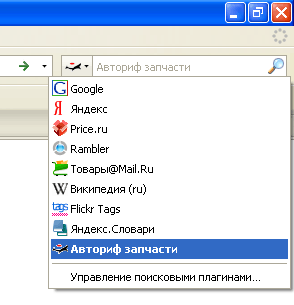 Авториф запчасти
Google
Яндекс
Price.ru
Rambler
Товары@Mail.Ru
Википедия (ru)
Flickr Tags
Яндекс.Словари
Авториф запчасти
Управление поисковыми плагинами...